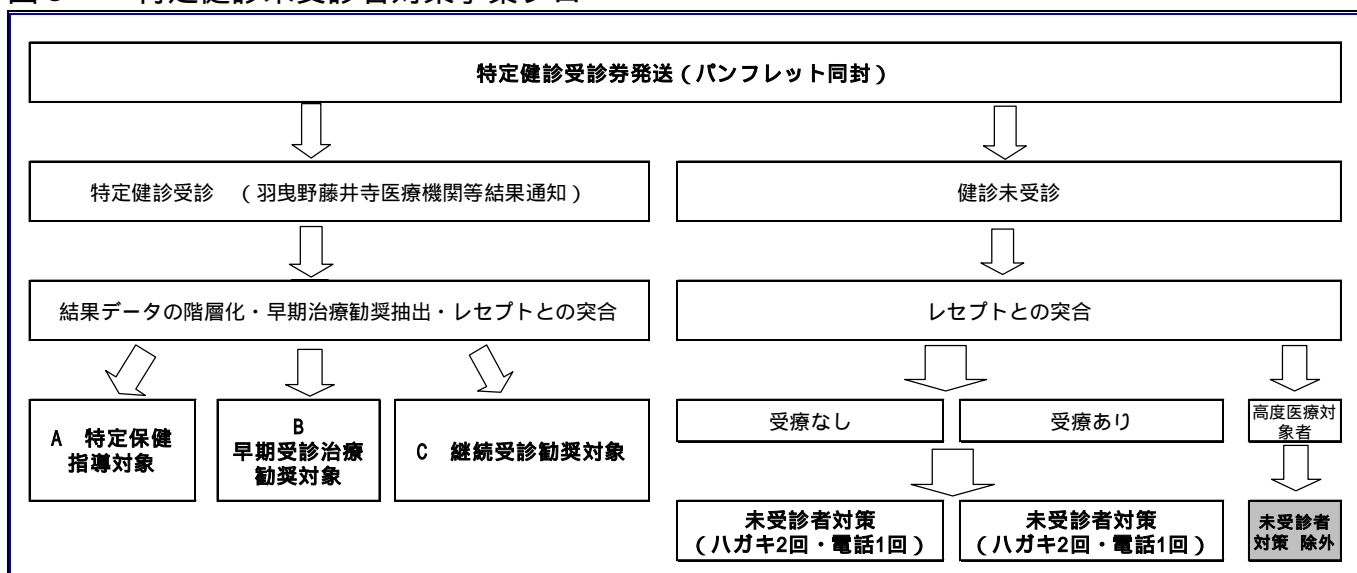 特定健診受診券発送(パンフレット同封)
特定健診受診 (羽曳野藤井寺医療機関等結果通知)
健診未受診
結果データの階層化・早期治療勧奨抽出・レセプトとの突合
レセプトとの突合
A 特定保健
指導対象
B
早期受診治療
勧奨対象
C 継続受診勧奨対象
受療なし
受療あり
高度医療対
象者
未受診者対策
(ハガキ2回・電話1回)
未受診者対策
(ハガキ2回・電話1回)
未受診者
対策 除外